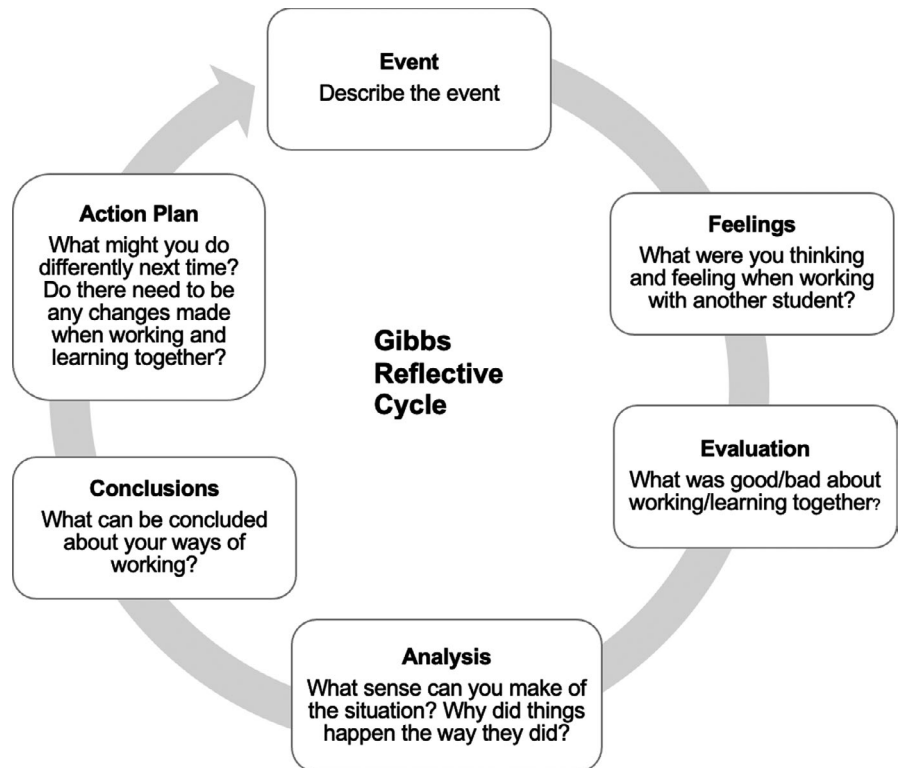 Event
Describe the event
Feelings
What were you thinking
and feeling when working
with another student?
Evaluation
What was good/bad about
working/learning together?
Analysis
What sense can you make of
the situation? Why did things
happen the way they did?
Conclusions
What can be concluded
about your ways of
working?
Action Plan
What might you do
differently next time?
Do there need to be
any changes made
when working and
learning together?
Gibbs
Reflective
Cycle